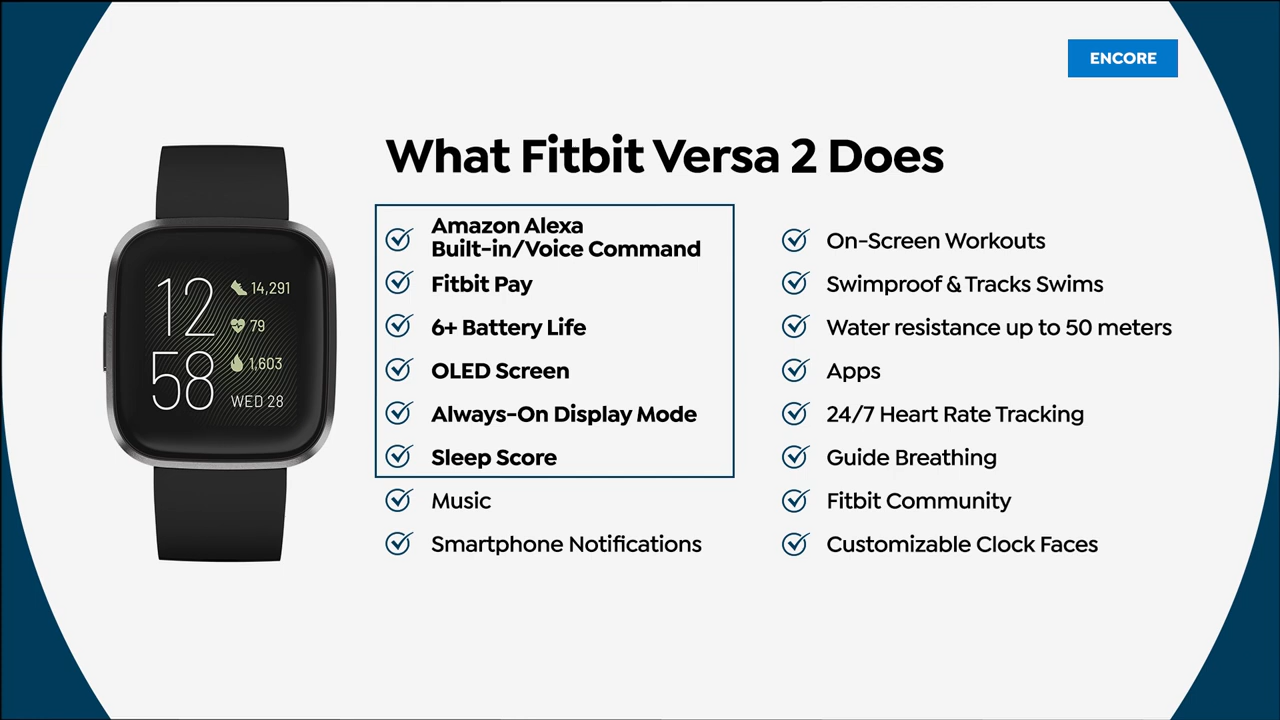 ENCORE
What Fitbit Versa 2 Does
12
58
14,291
79
1,603
WED 28
Amazon Alexa
Built-in/Voice Command
Fitbit Pay
6+ Battery Life
OLED Screen
Always-On Display Mode
Sleep Score
Music
Smartphone Notifications
On-Screen Workouts
Swimproof & Tracks Swims
Water resistance up to 50 meters
Apps
24/7 Heart Rate Tracking
Guide Breathing
Fitbit Community
Customizable Clock Faces